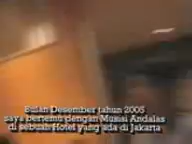 Bulan Desember tahun 2005
saya bertemu dengan Musisi Andalas
di sebuah Hotel yang ada di Jakarta